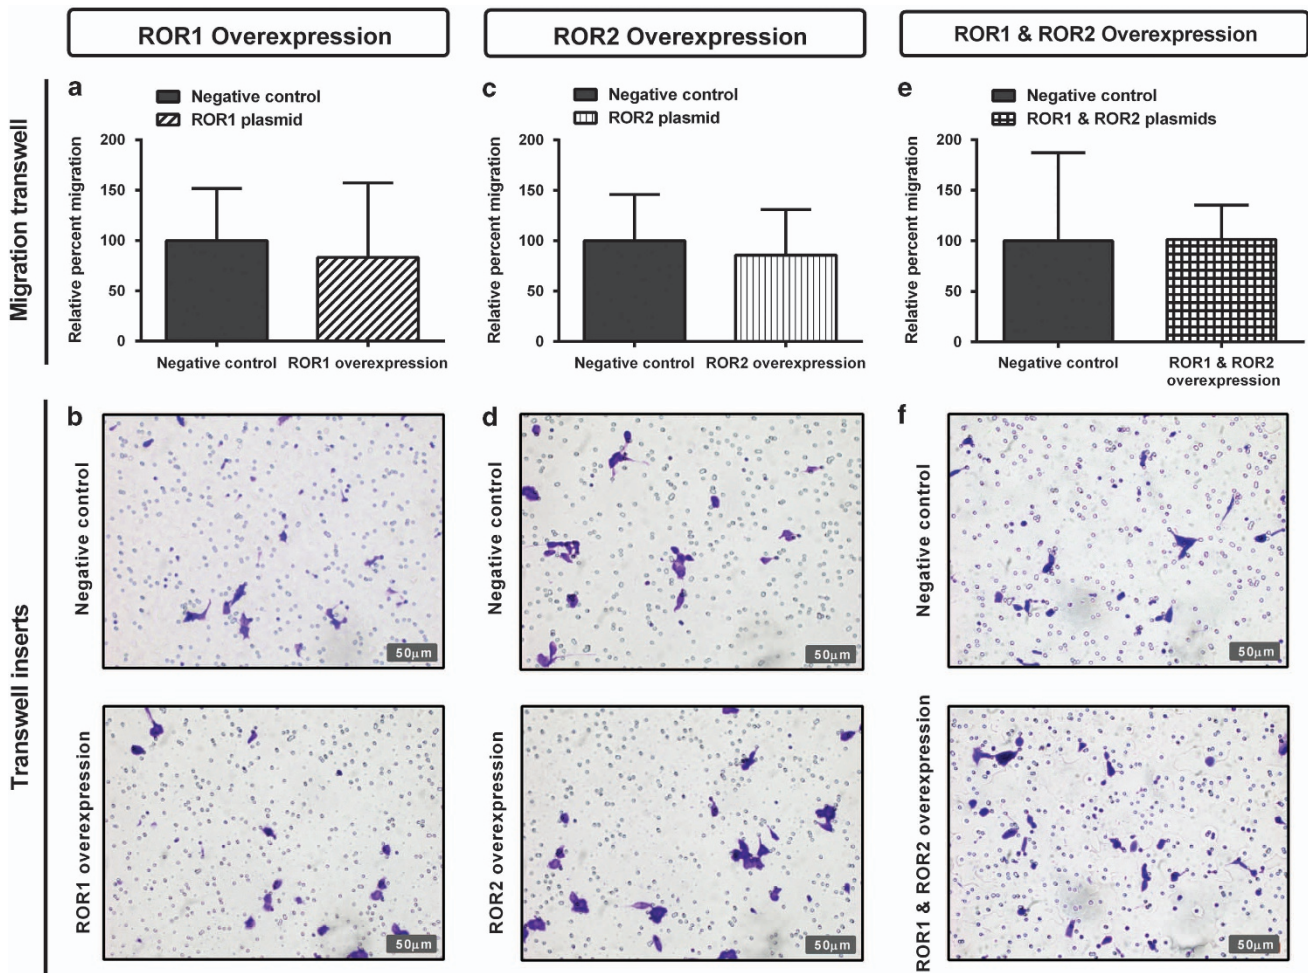 ROR1 Overexpression
ROR2 Overexpression
ROR1 & ROR2 Overexpression
Migration transwell
a
Negative control
ROR1 plasmid
Relative percent migration
200
150
100
50
0
Negative control
ROR1 overexpression
c
Negative control
ROR2 plasmid
Relative percent migration
200
150
100
50
0
Negative control
ROR2 overexpression
e
Negative control
ROR1 & ROR2 plasmids
Relative percent migration
200
150
100
50
0
Negative control
ROR1 & ROR2
overexpression
Transwell inserts
b
Negative control
50μm
ROR1 overexpression
50μm
d
Negative control
50μm
ROR2 overexpression
50μm
f
Negative control
50μm
ROR1 & ROR2 overexpression
50μm